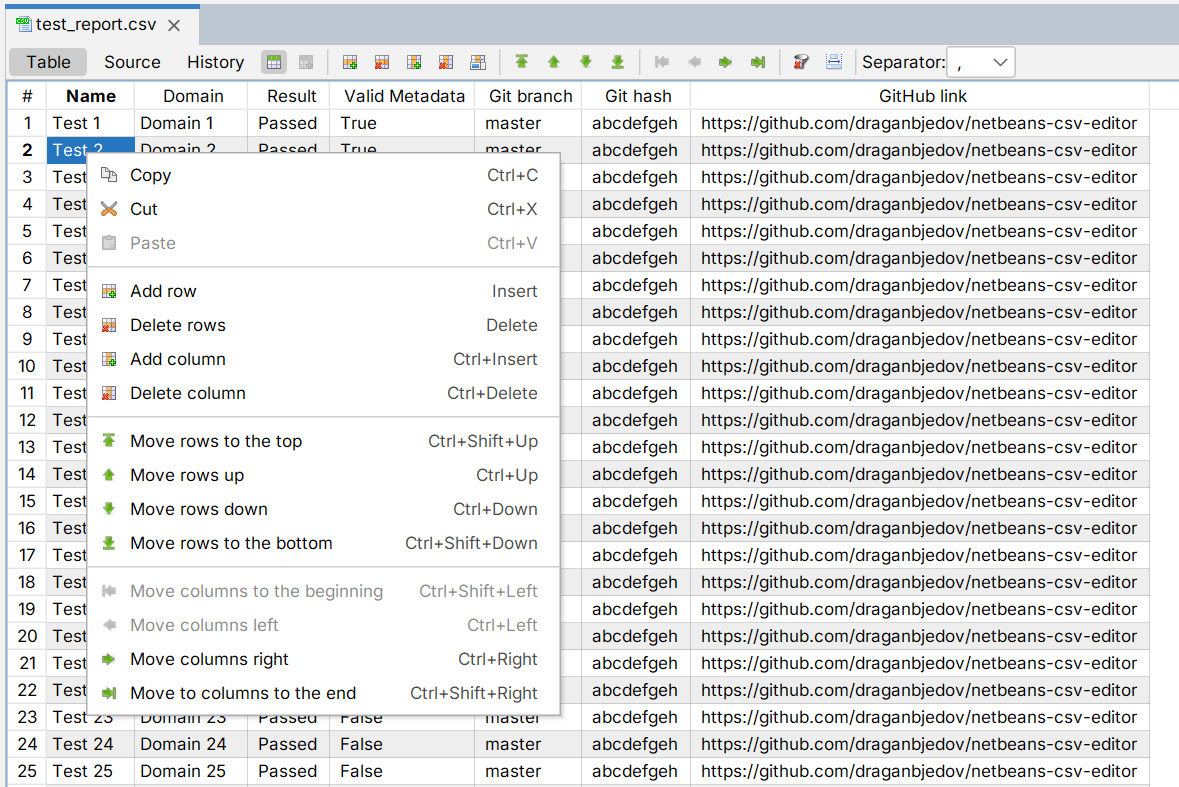 test_report.csv
Table Source History Separator: ,
# Name Domain Result Valid Metadata Git branch Git hash GitHub link
1 Test 1 Domain 1 Passed True master abcdefgeh https://github.com/draganbjedov/netbeans-csv-editor
2 Test 2 Domain 2 Passed True master abcdefgeh https://github.com/draganbjedov/netbeans-csv-editor
3 Test abcdefgeh https://github.com/draganbjedov/netbeans-csv-editor
4 Test abcdefgeh https://github.com/draganbjedov/netbeans-csv-editor
5 Test abcdefgeh https://github.com/draganbjedov/netbeans-csv-editor
6 Test abcdefgeh https://github.com/draganbjedov/netbeans-csv-editor
7 Test abcdefgeh https://github.com/draganbjedov/netbeans-csv-editor
8 Test abcdefgeh https://github.com/draganbjedov/netbeans-csv-editor
9 Test abcdefgeh https://github.com/draganbjedov/netbeans-csv-editor
10 Test abcdefgeh https://github.com/draganbjedov/netbeans-csv-editor
11 Test abcdefgeh https://github.com/draganbjedov/netbeans-csv-editor
12 Test abcdefgeh https://github.com/draganbjedov/netbeans-csv-editor
13 Test abcdefgeh https://github.com/draganbjedov/netbeans-csv-editor
14 Test abcdefgeh https://github.com/draganbjedov/netbeans-csv-editor
15 Test abcdefgeh https://github.com/draganbjedov/netbeans-csv-editor
16 Test abcdefgeh https://github.com/draganbjedov/netbeans-csv-editor
17 Test abcdefgeh https://github.com/draganbjedov/netbeans-csv-editor
18 Test abcdefgeh https://github.com/draganbjedov/netbeans-csv-editor
19 Test abcdefgeh https://github.com/draganbjedov/netbeans-csv-editor
20 Test abcdefgeh https://github.com/draganbjedov/netbeans-csv-editor
21 Test abcdefgeh https://github.com/draganbjedov/netbeans-csv-editor
22 Test abcdefgeh https://github.com/draganbjedov/netbeans-csv-editor
23 Test 23 Domain 23 Passed False master abcdefgeh https://github.com/draganbjedov/netbeans-csv-editor
24 Test 24 Domain 24 Passed False master abcdefgeh https://github.com/draganbjedov/netbeans-csv-editor
25 Test 25 Domain 25 Passed False master abcdefgeh https://github.com/draganbjedov/netbeans-csv-editor
Copy Ctrl+C
Cut Ctrl+X
Paste Ctrl+V
Add row Insert
Delete rows Delete
Add column Ctrl+Insert
Delete column Ctrl+Delete
Move rows to the top Ctrl+Shift+Up
Move rows up Ctrl+Up
Move rows down Ctrl+Down
Move rows to the bottom Ctrl+Shift+Down
Move columns to the beginning Ctrl+Shift+Left
Move columns left Ctrl+Left
Move columns right Ctrl+Right
Move to columns to the end Ctrl+Shift+Right